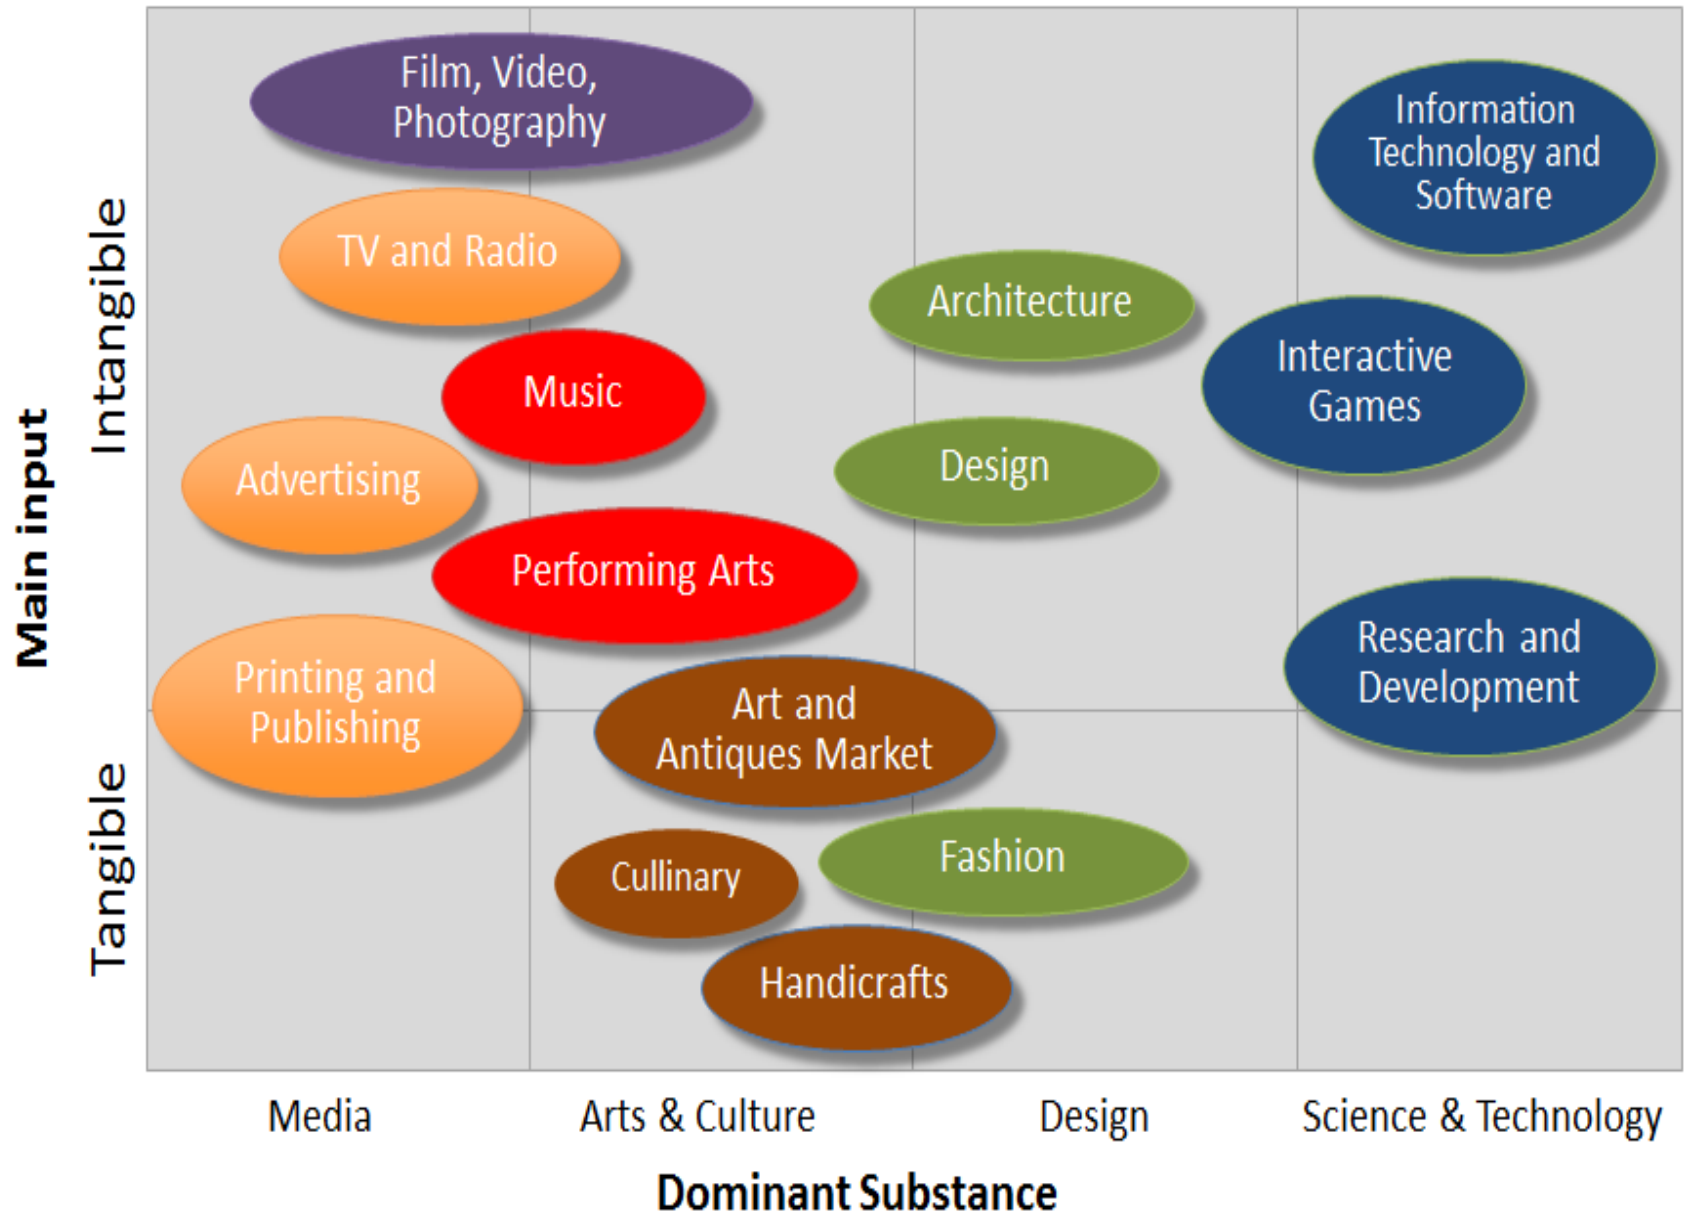 Film, Video,
Photography
Information
Technology and
Software
TV and Radio
Architecture
Interactive
Games
Music
Design
Advertising
Performing Arts
Research and
Development
Printing and
Publishing
Art and
Antiques Market
Fashion
Cullinary
Handicrafts
Main input
Intangible
Tangible
Media
Arts & Culture
Design
Science & Technology
Dominant Substance